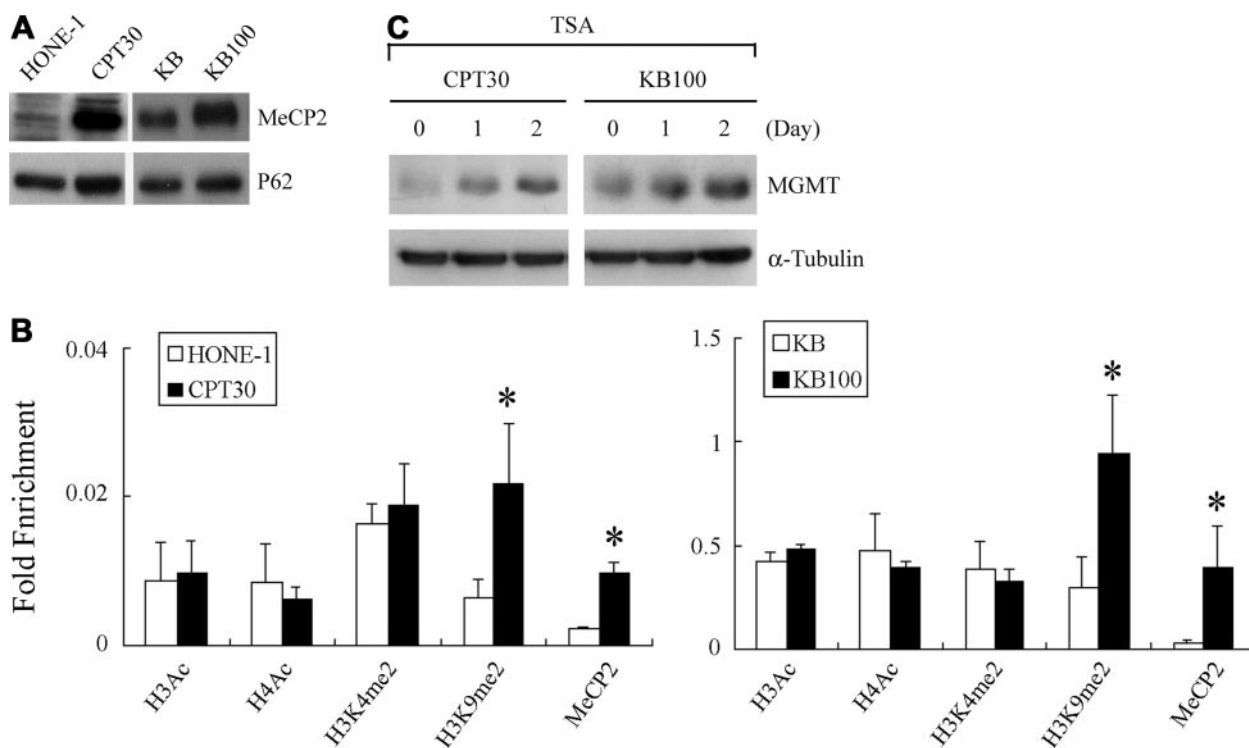 A
HONE-1 CPT30 KB KB100
MeCP2
P62
C
TSA
CPT30 KB100
0 1 2 0 1 2 (Day)
MGMT
α-Tubulin
B
Fold Fnrichment
0.04
0.02
0
HONE-1
CPT30
* *
H3Ac H4Ac H3K4me2 H3K9me2 MeCP2
1.5
1
0.5
0
KB
KB100
* *
H3Ac H4Ac H3K4me2 H3K9me2 MeCP2